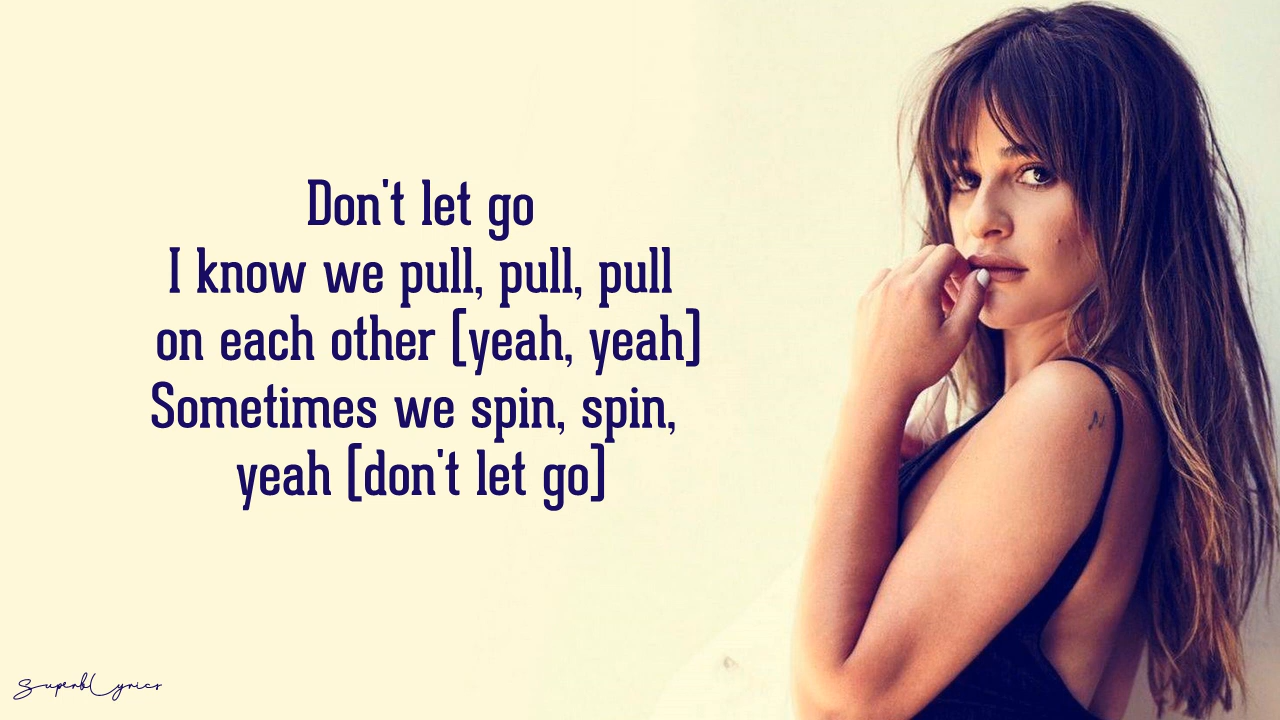 Don't let go
I know we pull, pull, pull
on each other [yeah, yeah]
Sometimes we spin, spin,
yeah [don't let go]
SuperbLyrics